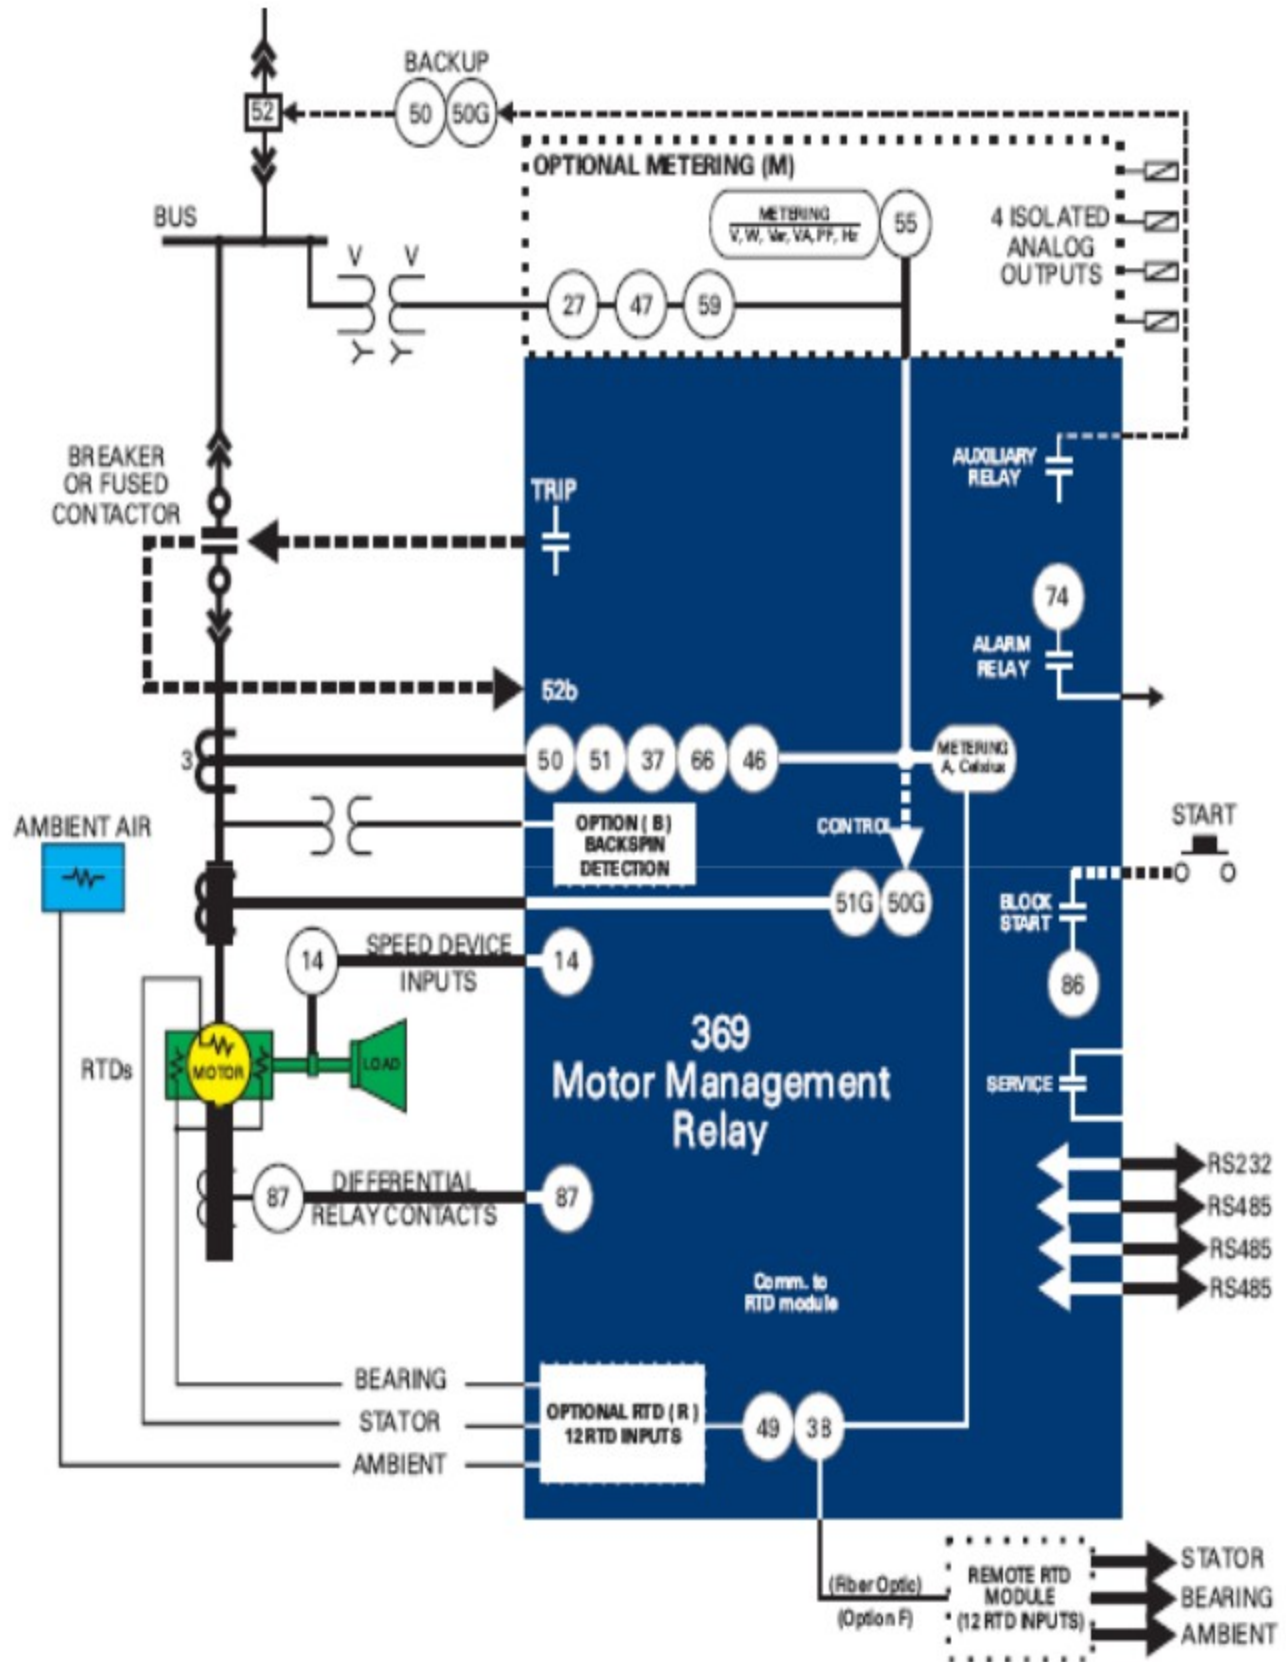 BACKUP
52
50
50G
OPTIONAL METERING (M)
METERING
V, W, Var, VA, PF, Hz
55
4 ISOLATED
ANALOG
OUTPUTS
BUS
V
V
27
47
59
BREAKER
OR FUSED
CONTACTOR
TRIP
AUXILIARY
RELAY
74
ALARM
RELAY
52b
3
50
51
37
66
46
METERING
A, Celsius
AMBIENT AIR
OPTION ( B )
BACKSPIN
DETECTION
CONTROL
START
51G
50G
BLOCK
START
14
SPEED DEVICE
INPUTS
14
86
369
Motor Management
Relay
RTDs
MOTOR
LOAD
SERVICE
87
DIFFERENTIAL
RELAY CONTACTS
87
RS232
RS485
RS485
RS485
Comm. to
RTD module
BEARING
STATOR
AMBIENT
OPTIONAL RTD ( R )
12 RTD INPUTS
49
38
(Fiber Optic)
(Option F)
REMOTE RTD
MODULE
(12 RTD INPUTS)
STATOR
BEARING
AMBIENT